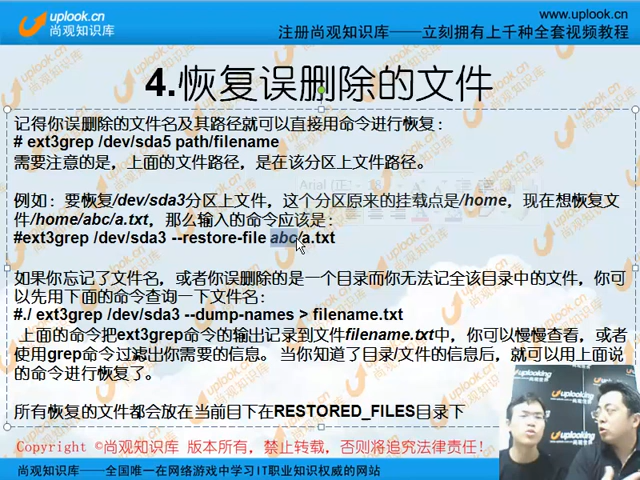 uplook.cn
尚观知识库
www.uplook.cn
注册尚观知识库——立刻拥有上千种全套视频教程
4.恢复误删除的文件
记得你误删除的文件名及其路径就可以直接用命令进行恢复：
# ext3grep /dev/sda5 path/filename
需要注意的是，上面的文件路径，是在该分区上文件路径。
例如：要恢复/dev/sda3分区上文件，这个分区原来的挂载点是/home，现在想恢复文
件/home/abc/a.txt，那么输入的命令应该是：
#ext3grep /dev/sda3 --restore-file abc/a.txt
如果你忘记了文件名，或者你误删除的是一个目录而你无法记全该目录中的文件，你可
以先用下面的命令查询一下文件名：
#./ ext3grep /dev/sda3 --dump-names > filename.txt
上面的命令把ext3grep命令的输出记录到文件filename.txt中，你可以慢慢查看，或者
使用grep命令过滤出你需要的信息。 当你知道了目录/文件的信息后，就可以用上面说
的命令进行恢复了。
所有恢复的文件都会放在当前目下在RESTORED_FILES目录下
Copyright ©尚观知识库 版本所有，禁止转载，否则将追究法律责任！
尚观知识库——全国唯一在网络游戏中学习IT职业知识权威的网站